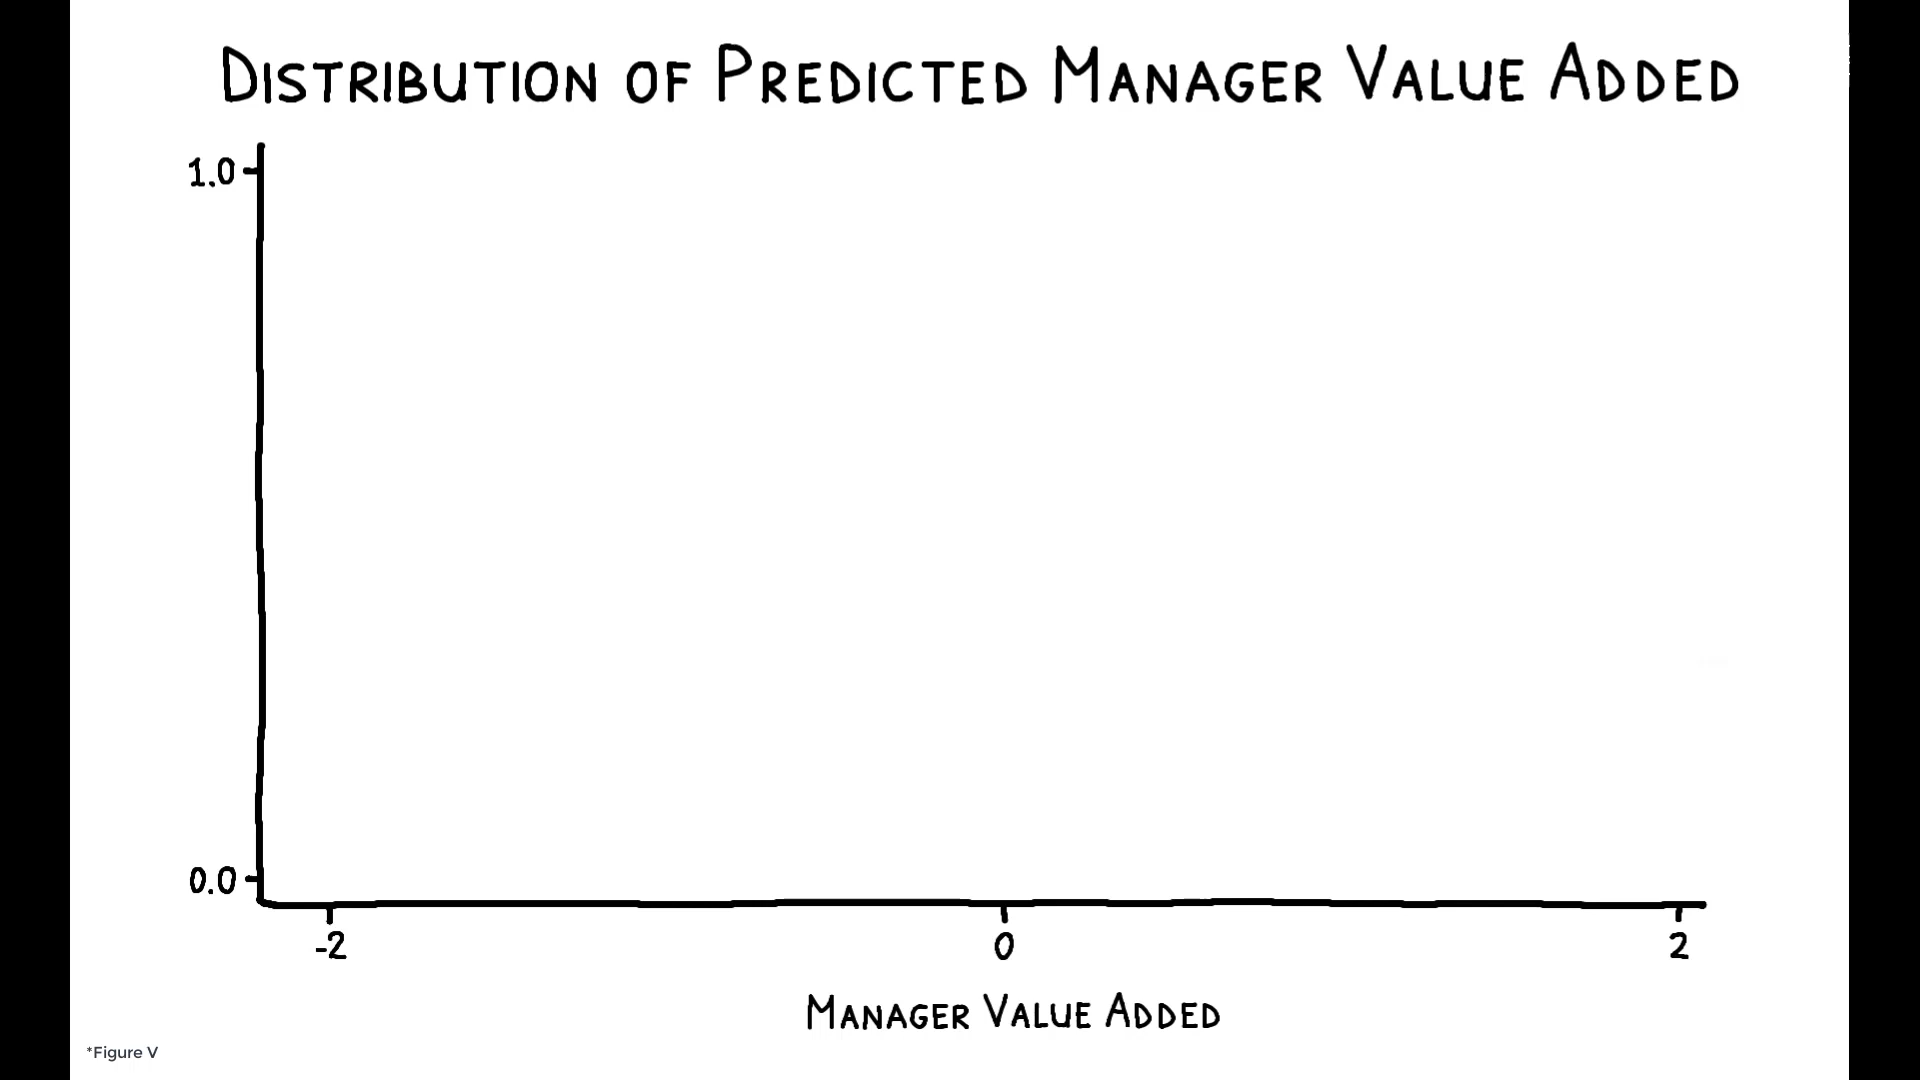 DISTRIBUTION OF PREDICTED MANAGER VALUE ADDED
1.0
0.0
-2 0 2
MANAGER VALUE ADDED
*Figure V